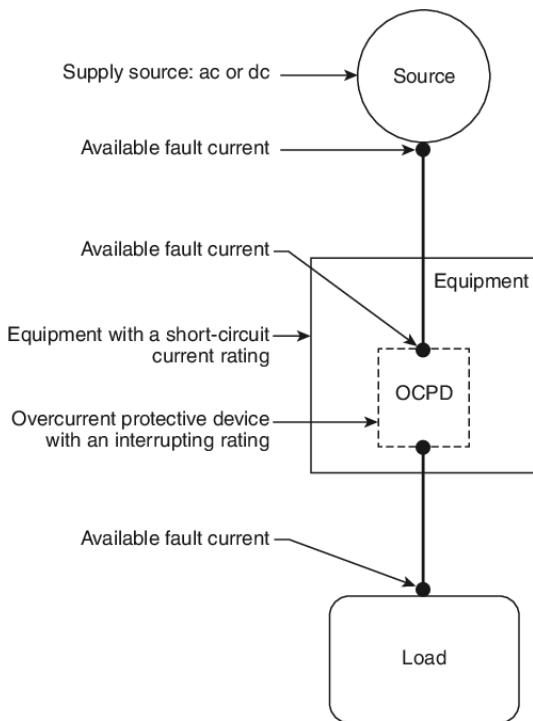 Supply source: ac or dc
Source
Available fault current
Available fault current
Equipment
Equipment with a short-circuit
current rating
OCPD
Overcurrent protective device
with an interrupting rating
Available fault current
Load